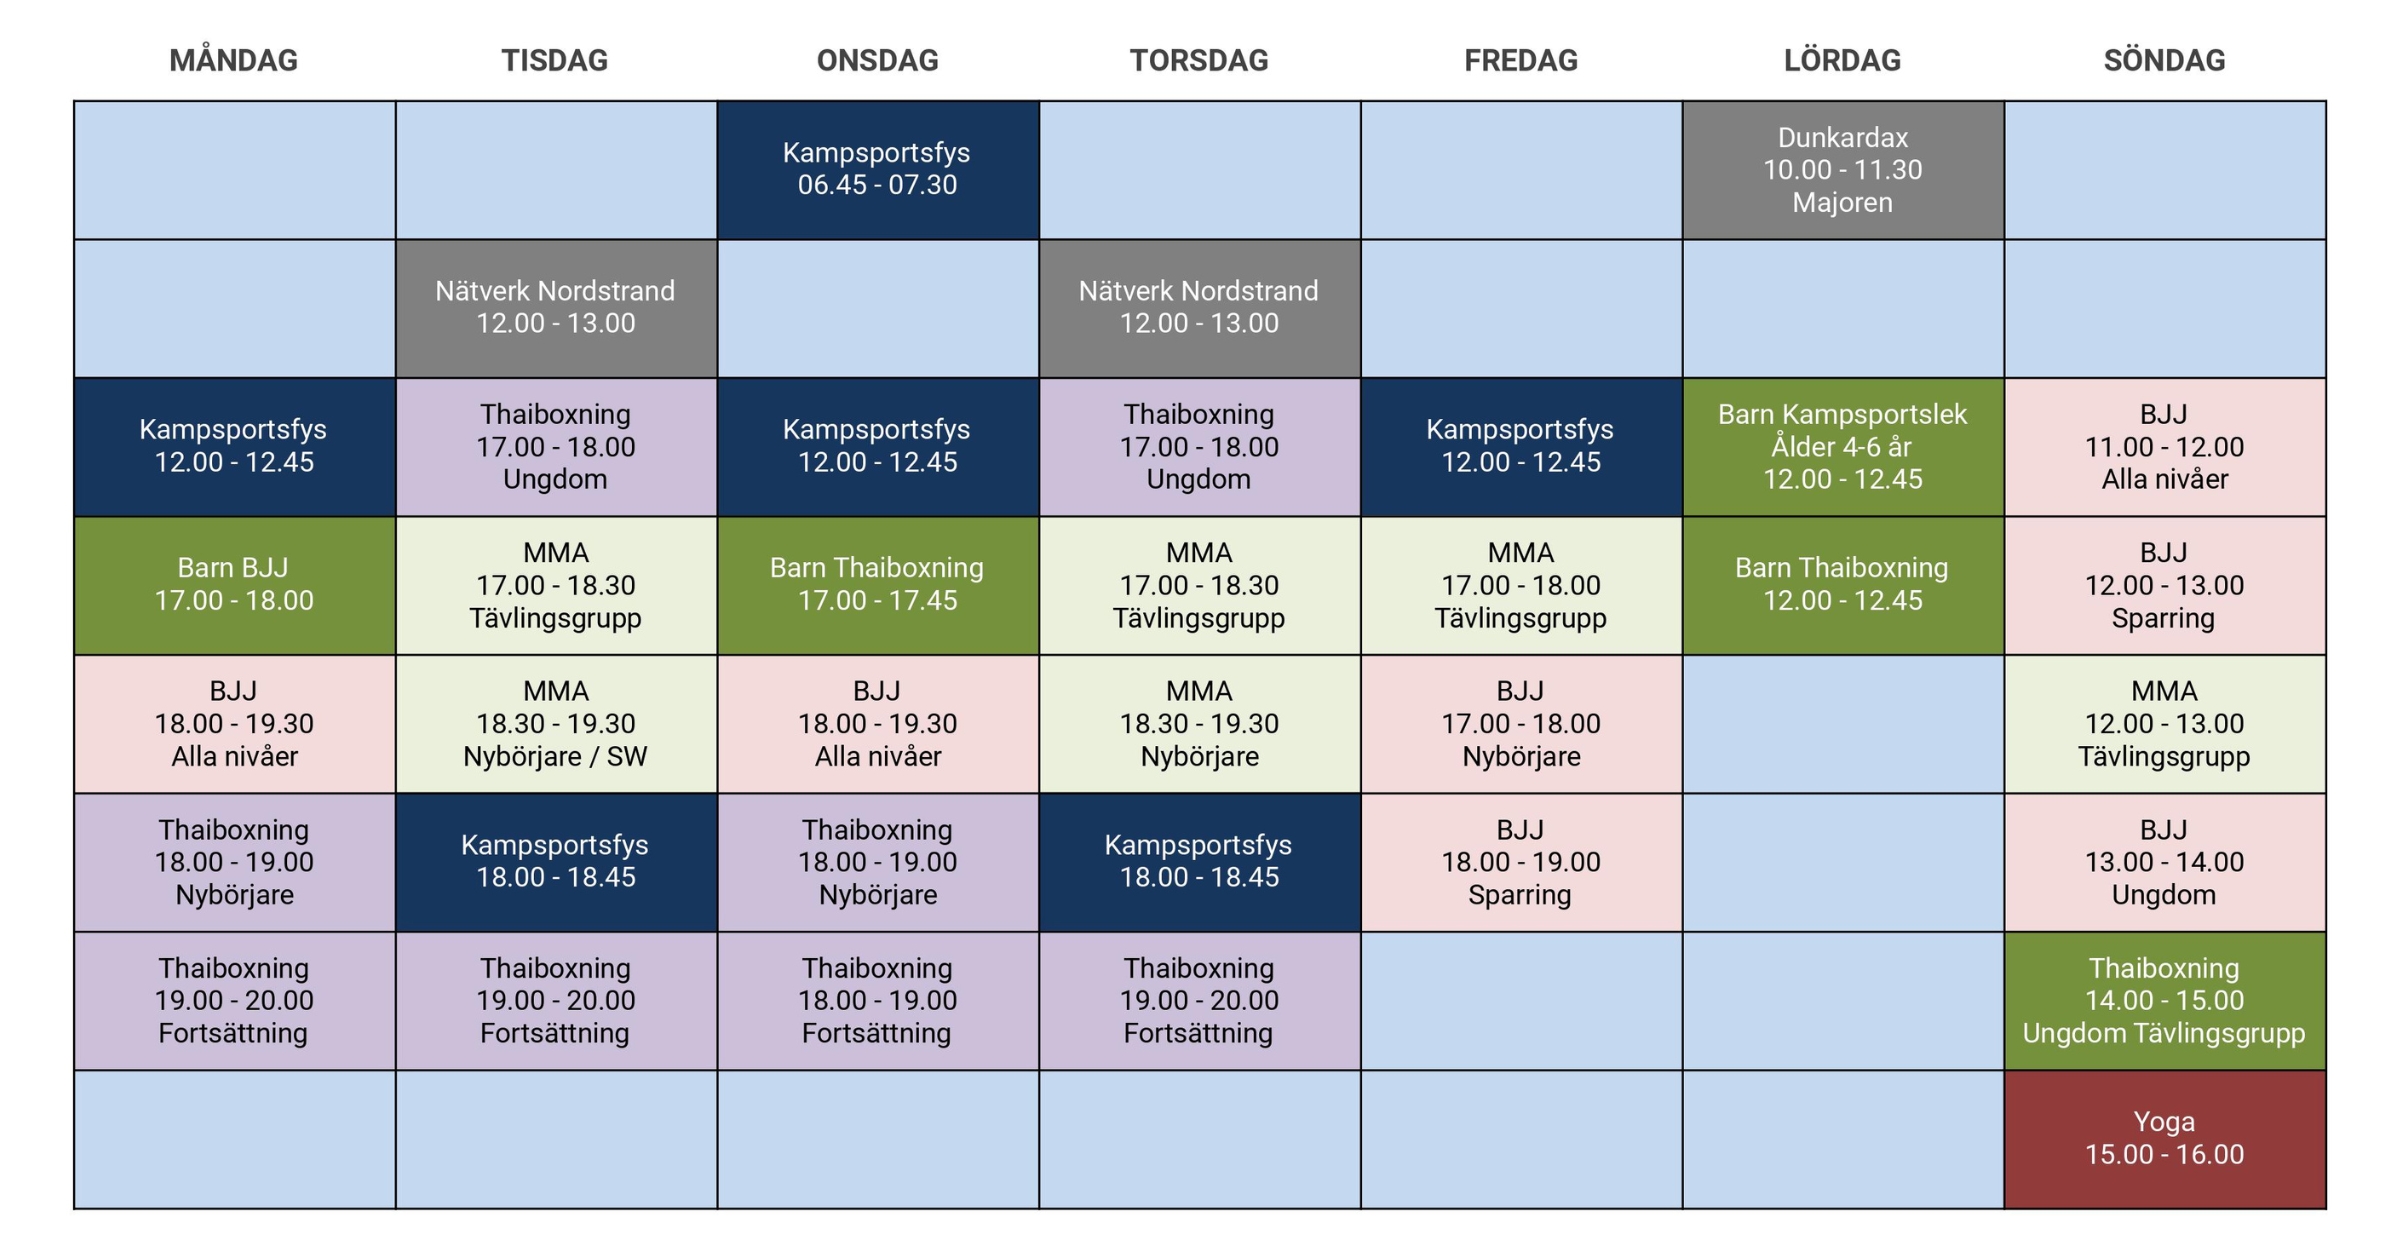 MÅNDAG TISDAG ONSDAG TORSDAG FREDAG LÖRDAG SÖNDAG
Kampsportsfys
06.45 - 07.30
Dunkardax
10.00 - 11.30
Majoren
Nätverk Nordstrand
12.00 - 13.00
Nätverk Nordstrand
12.00 - 13.00
Kampsportsfys
12.00 - 12.45
Thaiboxning
17.00 - 18.00
Ungdom
Kampsportsfys
12.00 - 12.45
Thaiboxning
17.00 - 18.00
Ungdom
Kampsportsfys
12.00 - 12.45
Barn Kampsportslek
Ålder 4-6 år
12.00 - 12.45
BJJ
11.00 - 12.00
Alla nivåer
Barn BJJ
17.00 - 18.00
MMA
17.00 - 18.30
Tävlingsgrupp
Barn Thaiboxning
17.00 - 17.45
MMA
17.00 - 18.30
Tävlingsgrupp
MMA
17.00 - 18.00
Tävlingsgrupp
Barn Thaiboxning
12.00 - 12.45
BJJ
12.00 - 13.00
Sparring
BJJ
18.00 - 19.30
Alla nivåer
MMA
18.30 - 19.30
Nybörjare / SW
BJJ
18.00 - 19.30
Alla nivåer
MMA
18.30 - 19.30
Nybörjare
BJJ
17.00 - 18.00
Nybörjare
MMA
12.00 - 13.00
Tävlingsgrupp
Thaiboxning
18.00 - 19.00
Nybörjare
Kampsportsfys
18.00 - 18.45
Thaiboxning
18.00 - 19.00
Nybörjare
Kampsportsfys
18.00 - 18.45
BJJ
18.00 - 19.00
Sparring
BJJ
13.00 - 14.00
Ungdom
Thaiboxning
19.00 - 20.00
Fortsättning
Thaiboxning
19.00 - 20.00
Fortsättning
Thaiboxning
18.00 - 19.00
Fortsättning
Thaiboxning
19.00 - 20.00
Fortsättning
Thaiboxning
14.00 - 15.00
Ungdom Tävlingsgrupp
Yoga
15.00 - 16.00